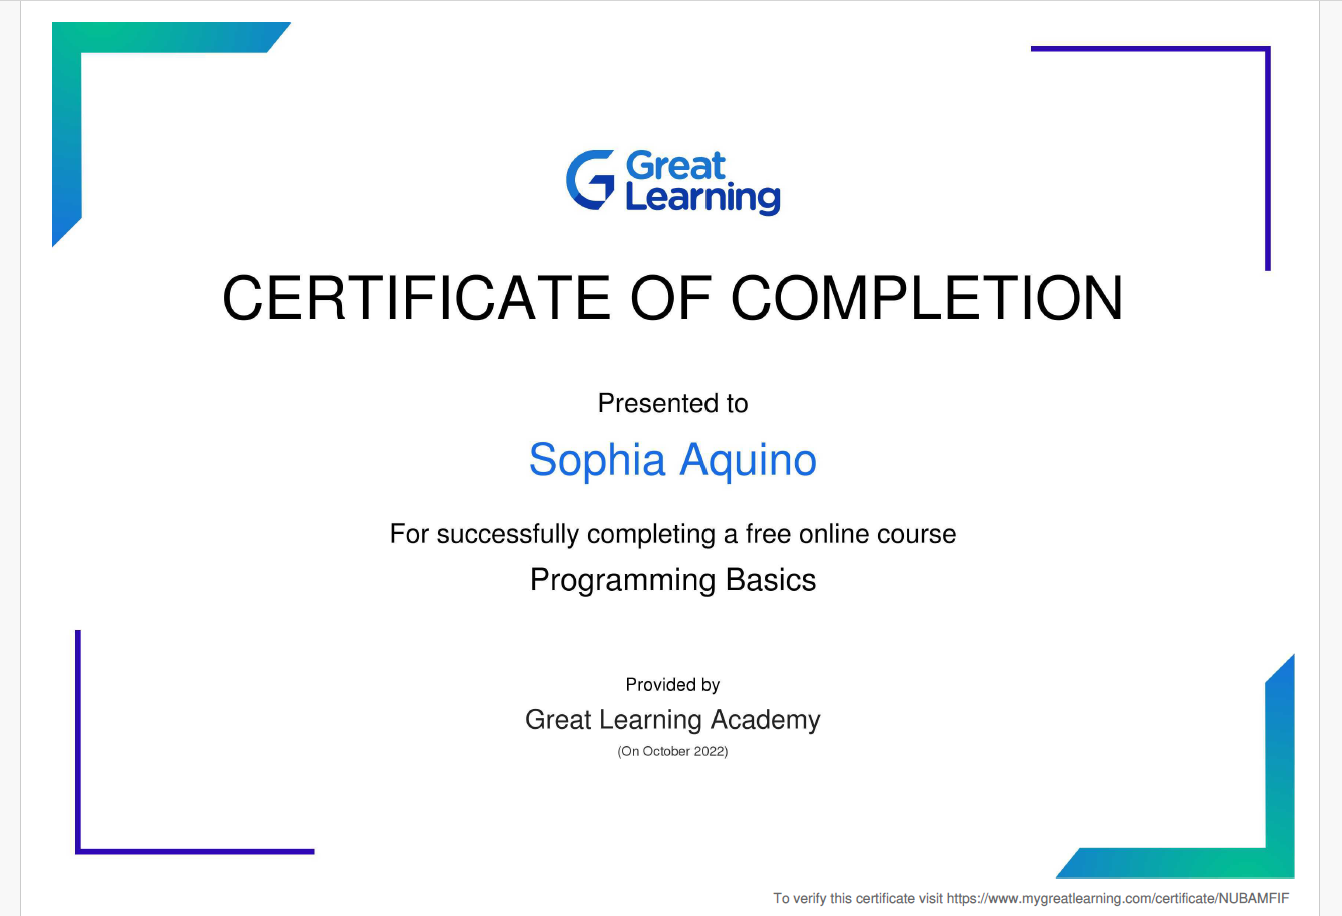 Great
Learning
CERTIFICATE OF COMPLETION
Presented to
Sophia Aquino
For successfully completing a free online course
Programming Basics
Provided by
Great Learning Academy
(On October 2022)
To verify this certificate visit https://www.mygreatlearning.com/certificate/NUBAMFIF